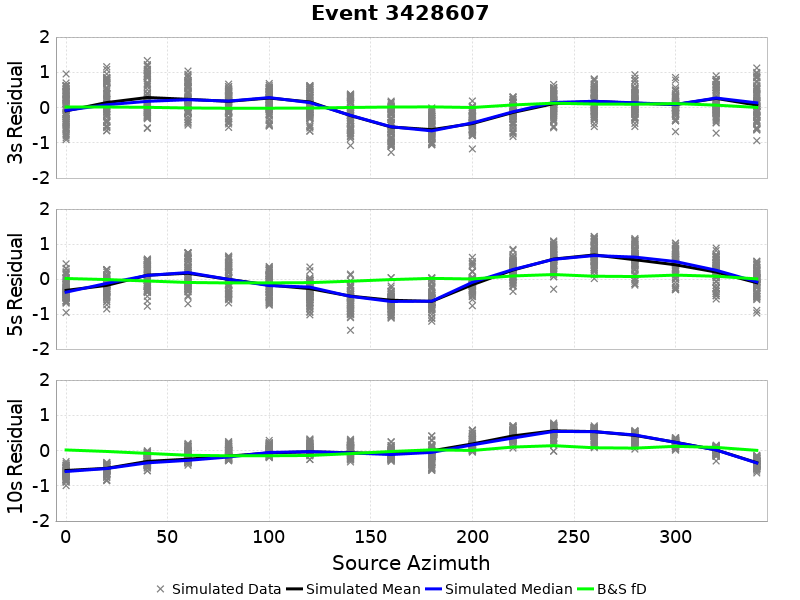 Event 3428607
3s Residual
2
1
0
-1
-2
5s Residual
2
1
0
-1
-2
10s Residual
2
1
0
-1
-2
0 50 100 150 200 250 300
Source Azimuth
Simulated Data Simulated Mean Simulated Median B&S fD